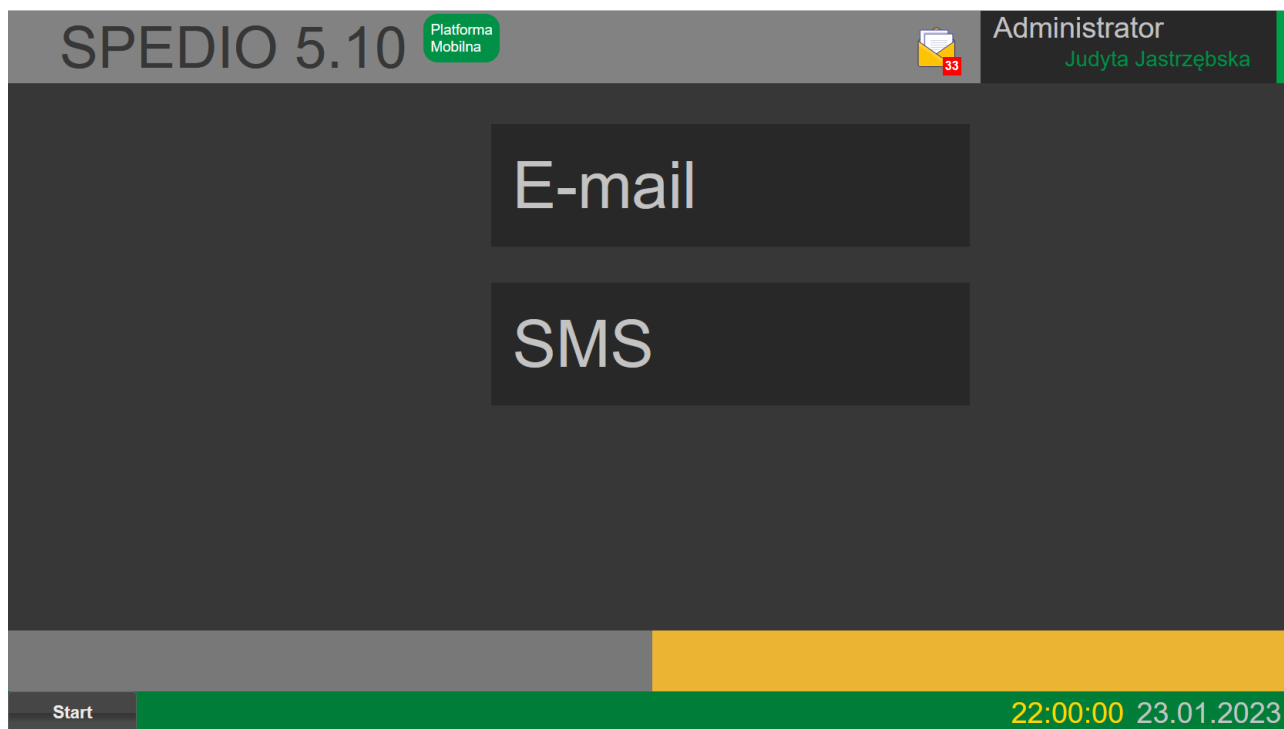 SPEDIO 5.10
Platforma
Mobilna
33
Administrator
Judyta Jastrzębska
E-mail
SMS
Start
22:00:00 23.01.2023